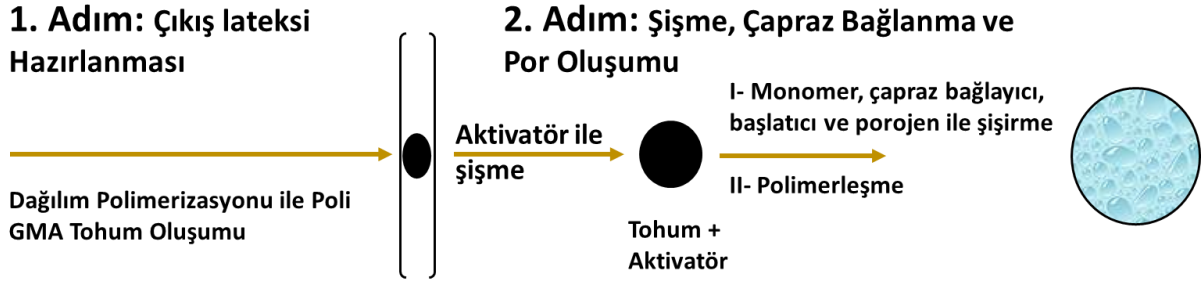 1. Adım: Çıkış lateksi
Hazırlanması
Dağılım Polimerizasyonu ile Poli
GMA Tohum Oluşumu
2. Adım: Şişme, Çapraz Bağlanma ve
Por Oluşumu
Aktivatör ile
şişme
Tohum +
Aktivatör
I- Monomer, çapraz bağlayıcı,
başlatıcı ve porojen ile şişirme
II- Polimerleşme